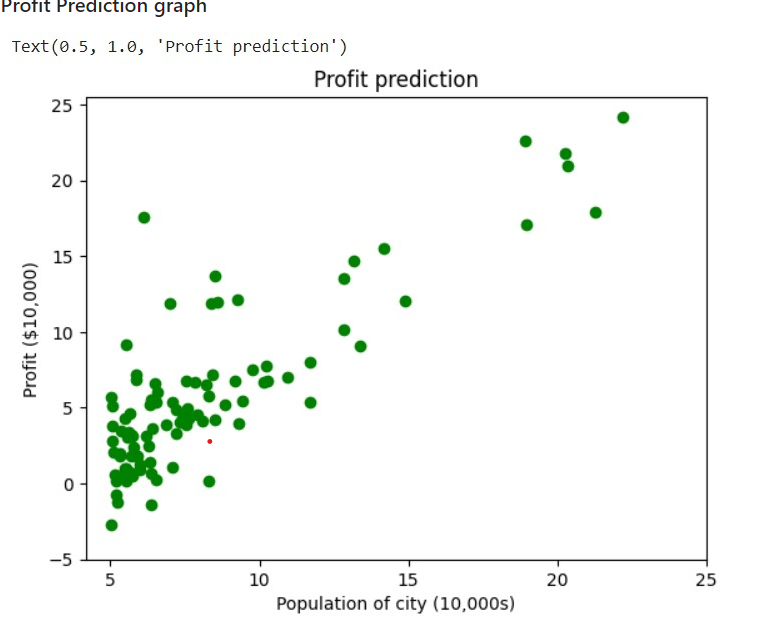 Profit Prediction graph
Text(0.5, 1.0, 'Profit prediction')
Profit prediction
25
20
15
10
5
0
−5
Profit ($10,000)
5 10 15 20 25
Population of city (10,000s)